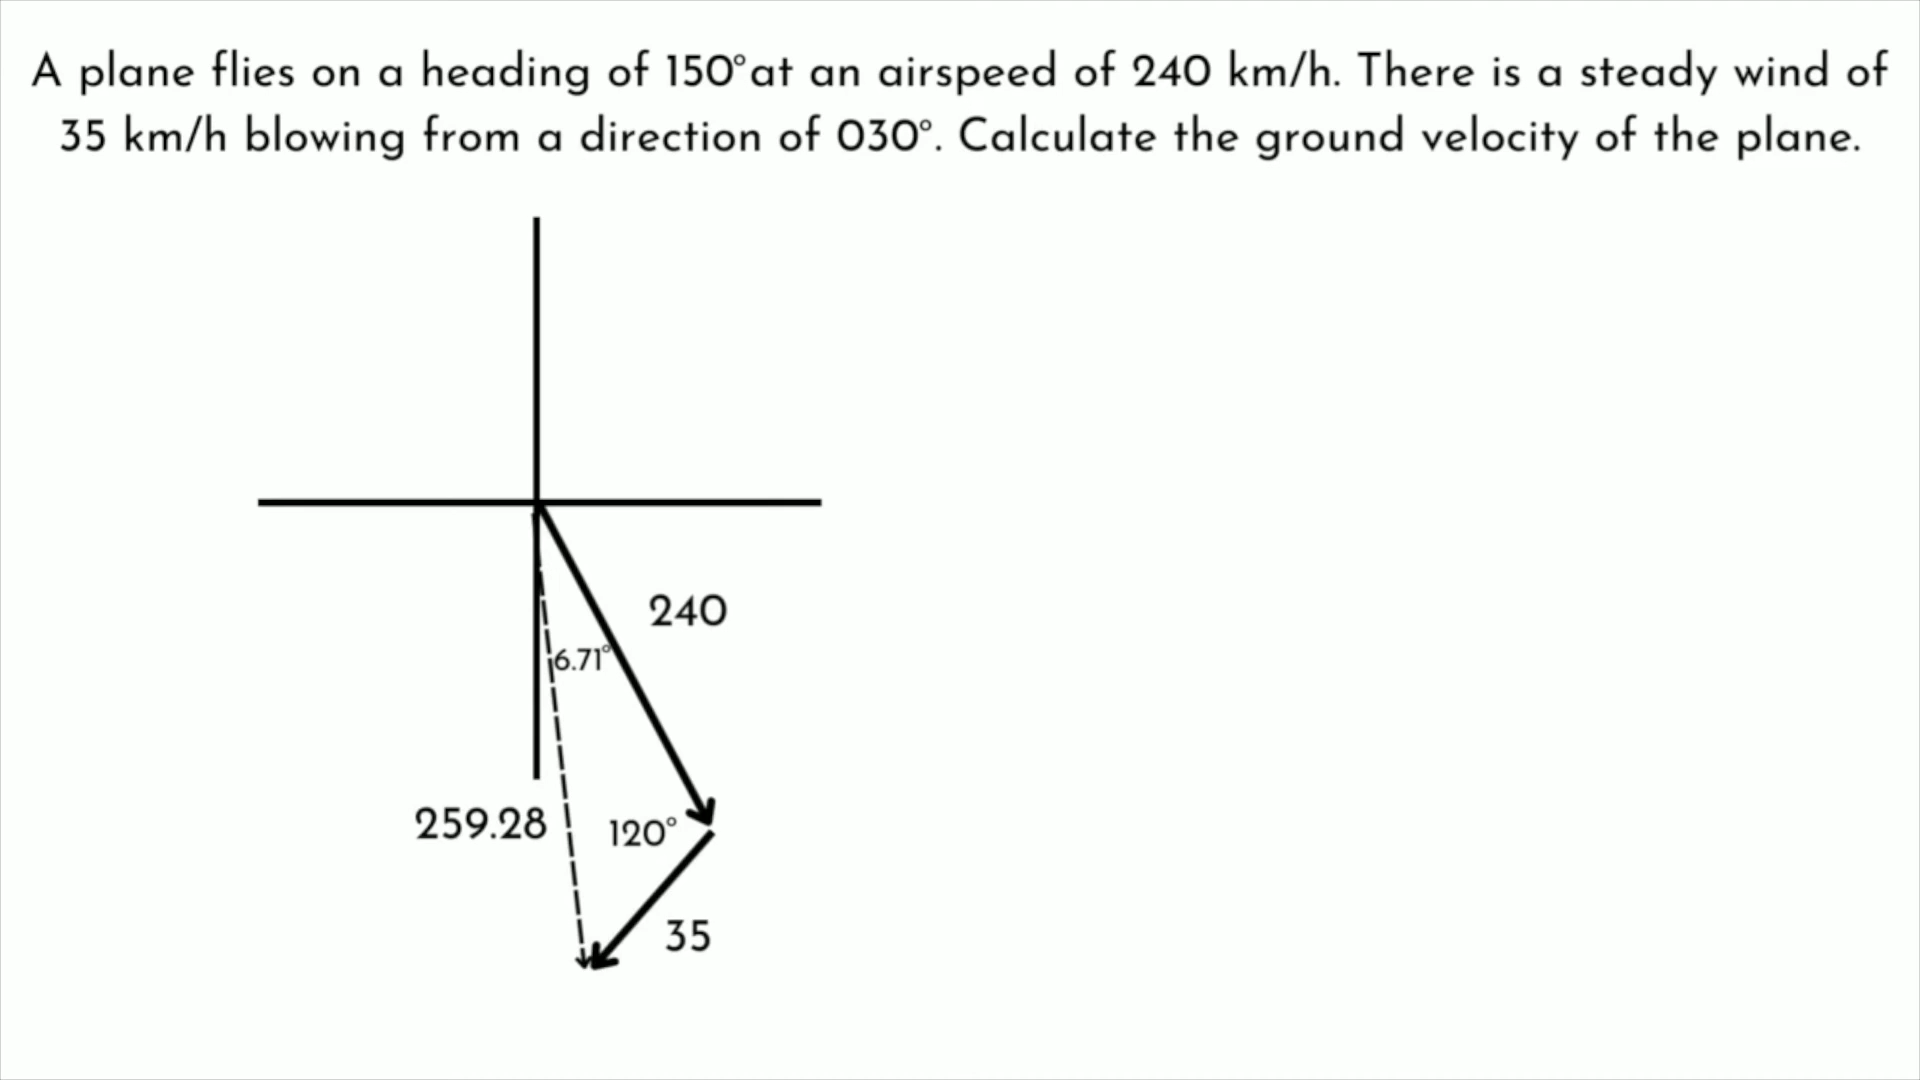 A plane flies on a heading of 150° at an airspeed of 240 km/h. There is a steady wind of
35 km/h blowing from a direction of 030°. Calculate the ground velocity of the plane.
240
6.71°
259.28
120°
35